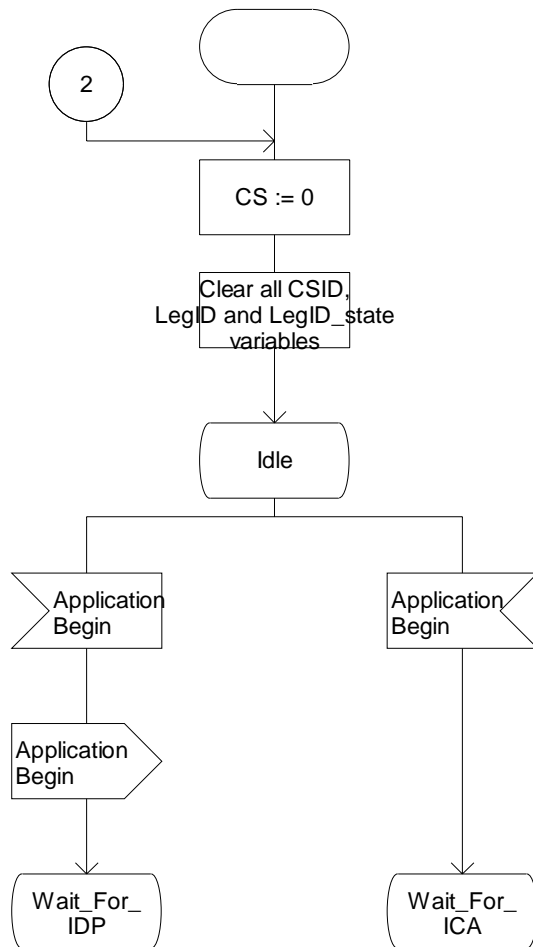 2
CS := 0
Clear all CSID,
LegID and LegID_state
variables
Idle
Application
Begin
Application
Begin
Application
Begin
Wait_For_
IDP
Wait_For_
ICA